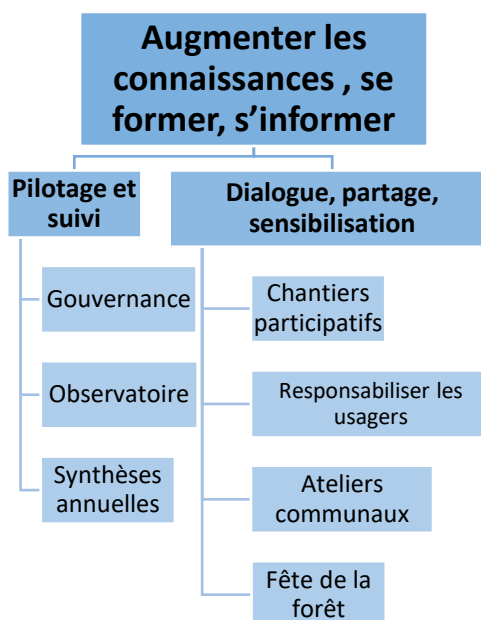 Augmenter les
connaissances , se
former, s’informer
Pilotage et
suivi
Gouvernance
Observatoire
Synthèses
annuelles
Dialogue, partage,
sensibilisation
Chantiers
participatifs
Responsabiliser les
usagers
Ateliers
communaux
Fête de la
forêt